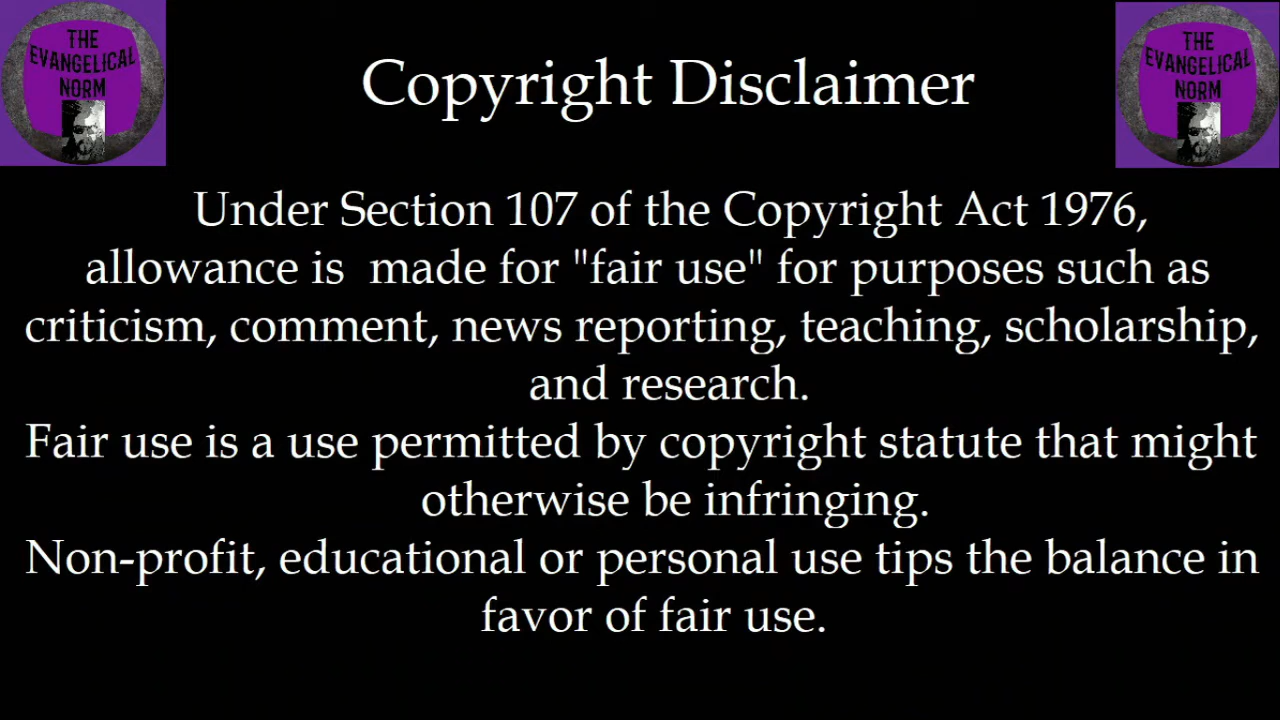 THE
EVANGELICAL
NORM
Copyright Disclaimer
THE
EVANGELICAL
NORM
Under Section 107 of the Copyright Act 1976,
allowance is  made for "fair use" for purposes such as
criticism, comment, news reporting, teaching, scholarship,
and research.
Fair use is a use permitted by copyright statute that might
otherwise be infringing.
Non-profit, educational or personal use tips the balance in
favor of fair use.